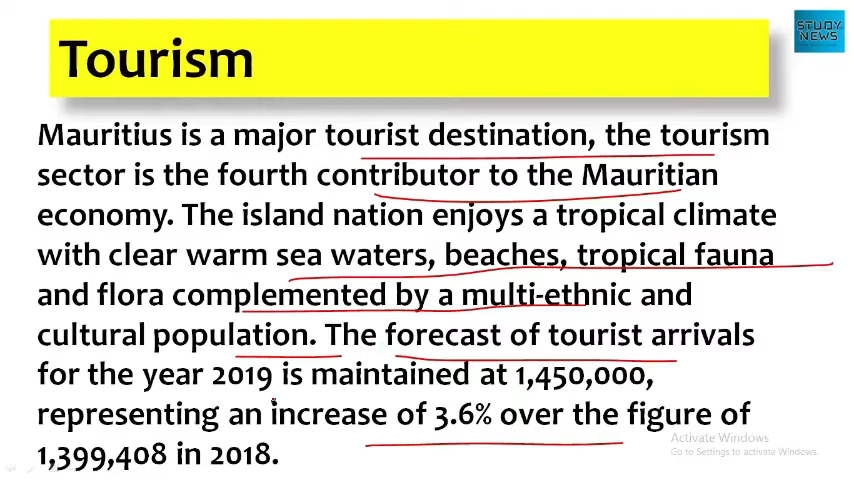 STUDY
NEWS
Tourism
Mauritius is a major tourist destination, the tourism
sector is the fourth contributor to the Mauritian
economy. The island nation enjoys a tropical climate
with clear warm sea waters, beaches, tropical fauna
and flora complemented by a multi-ethnic and
cultural population. The forecast of tourist arrivals
for the year 2019 is maintained at 1,450,000,
representing an increase of 3.6% over the figure of
1,399,408 in 2018.
Activate Windows
Go to Settings to activate Windows.